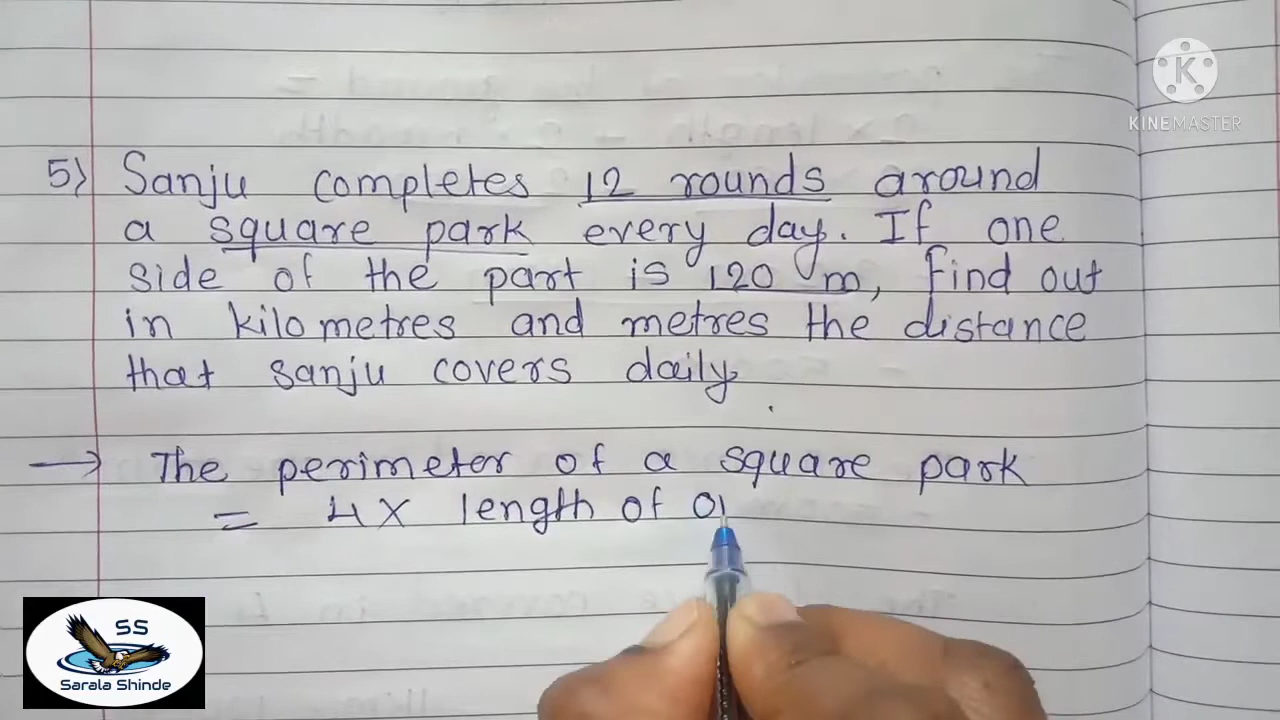 KINEMASTER
5) Sanju completes 12 rounds around
a square park every day. If one
side of the part is 120 m, find out
in kilometres and metres the distance
that sanju covers daily.
→ The perimeter of a square park
= 4 × length of
SS
Sarala Shinde